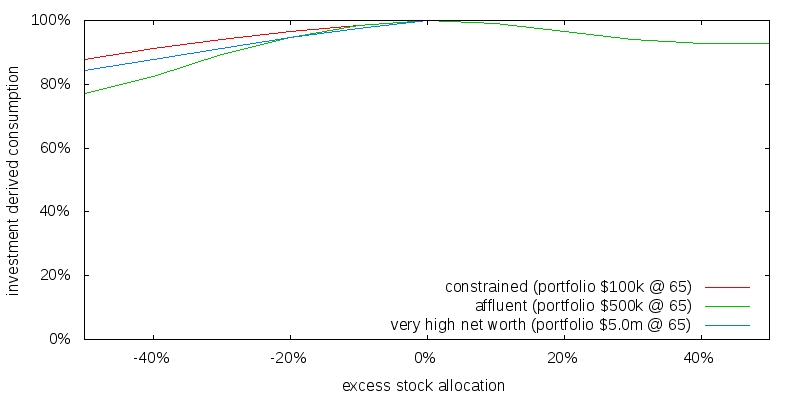 100%
80%
60%
40%
20%
0%
investment derived consumption
constrained (portfolio $100k @ 65)
affluent (portfolio $500k @ 65)
very high net worth (portfolio $5.0m @ 65)
-40%
-20%
0%
20%
40%
excess stock allocation